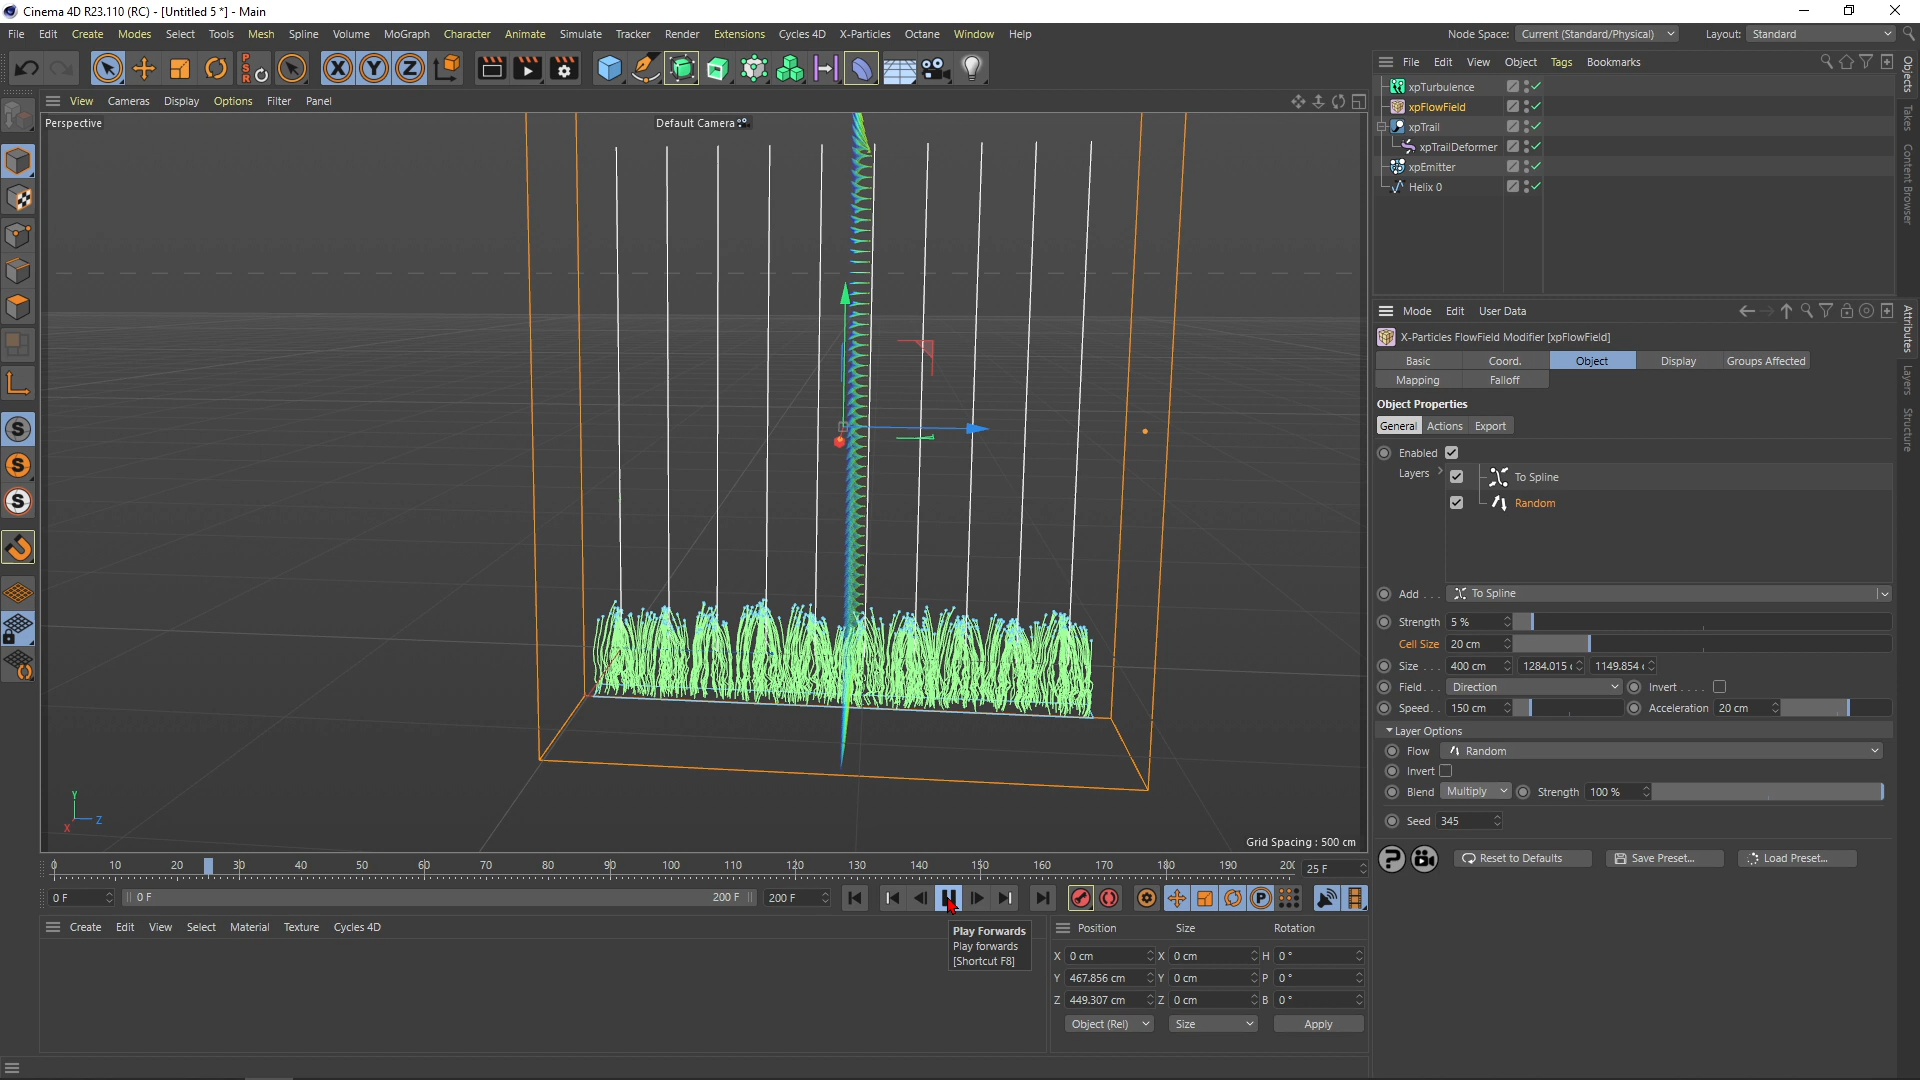 Cinema 4D R23.110 (RC) - [Untitled 5 *] - Main
File Edit Create Modes Select Tools Mesh Spline Volume MoGraph Character Animate Simulate Tracker Render Extensions Cycles 4D X-Particles Octane Window Help
Node Space: Current (Standard/Physical) Layout: Standard
PSR X Y Z
File Edit View Object Tags Bookmarks
View Cameras Display Options Filter Panel
Perspective
Default Camera
xpTurbulence
xpFlowField
xpTrail
xpTrailDeformer
xpEmitter
Helix 0
Objects
Takes
Content Browser
Attributes
Layers
Structure
Mode Edit User Data
X-Particles FlowField Modifier [xpFlowField]
Basic Coord. Object Display Groups Affected
Mapping Falloff
Object Properties
General Actions Export
Enabled
Layers
To Spline
Random
Add . . . To Spline
Strength 5 %
Cell Size 20 cm
Size . . . 400 cm 1284.015 1149.854
Field. . . Direction Invert . . . .
Speed. . 150 cm Acceleration 20 cm
Layer Options
Flow Random
Invert
Blend Multiply Strength 100 %
Seed 345
Reset to Defaults Save Preset... Load Preset...
S
S
S
Y
Z
X
Grid Spacing : 500 cm
0 10 20 30 40 50 60 70 80 90 100 110 120 130 140 150 160 170 180 190 20
25 F
0 F 0 F 200 F 200 F
P
Create Edit View Select Material Texture Cycles 4D
Play Forwards
Play forwards
[Shortcut F8]
Position Size Rotation
X 0 cm X 0 cm H 0 °
Y 467.856 cm Y 0 cm P 0 °
Z 449.307 cm Z 0 cm B 0 °
Object (Rel) Size Apply